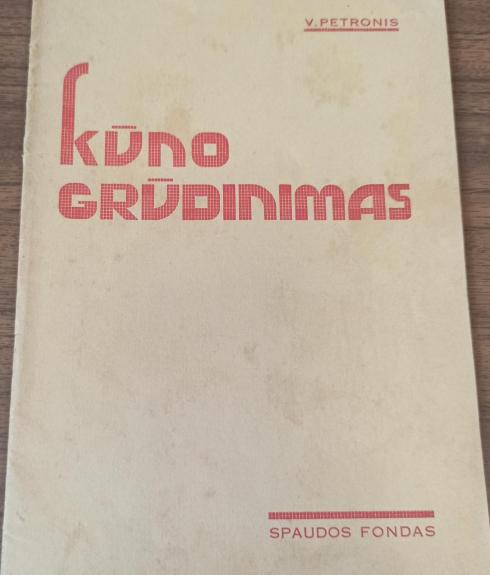 V. PETRONIS
kūno
GRŪDINIMAS
SPAUDOS FONDAS